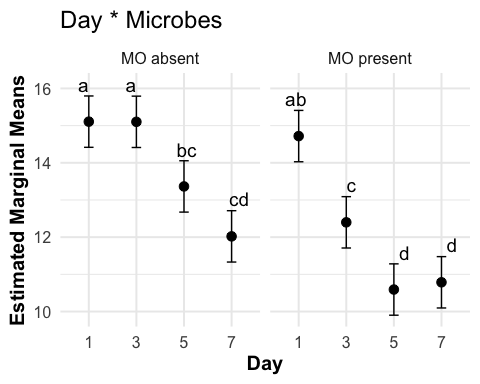 Day * Microbes
MO absent
MO present
Estimated Marginal Means
16
14
12
10
a
a
bc
cd
ab
c
d
d
1 3 5 7
1 3 5 7
Day